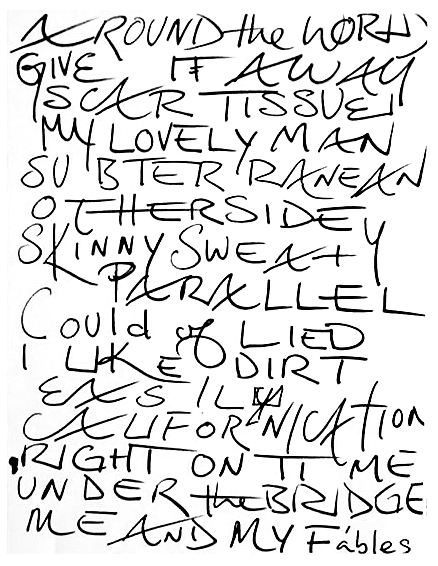 AROUND the WORLD
GIVE IT AWAY
SCAR TISSUE
MY LOVELY MAN
SUBTERRANEAN
OTHERSIDE
SKINNY SWEATY
PARALLEL
Could of LIED
I LIKE DIRT
EASILY
CALIFORNICATION
RIGHT ON TIME
UNDER the BRIDGE
ME AND MY Fábles